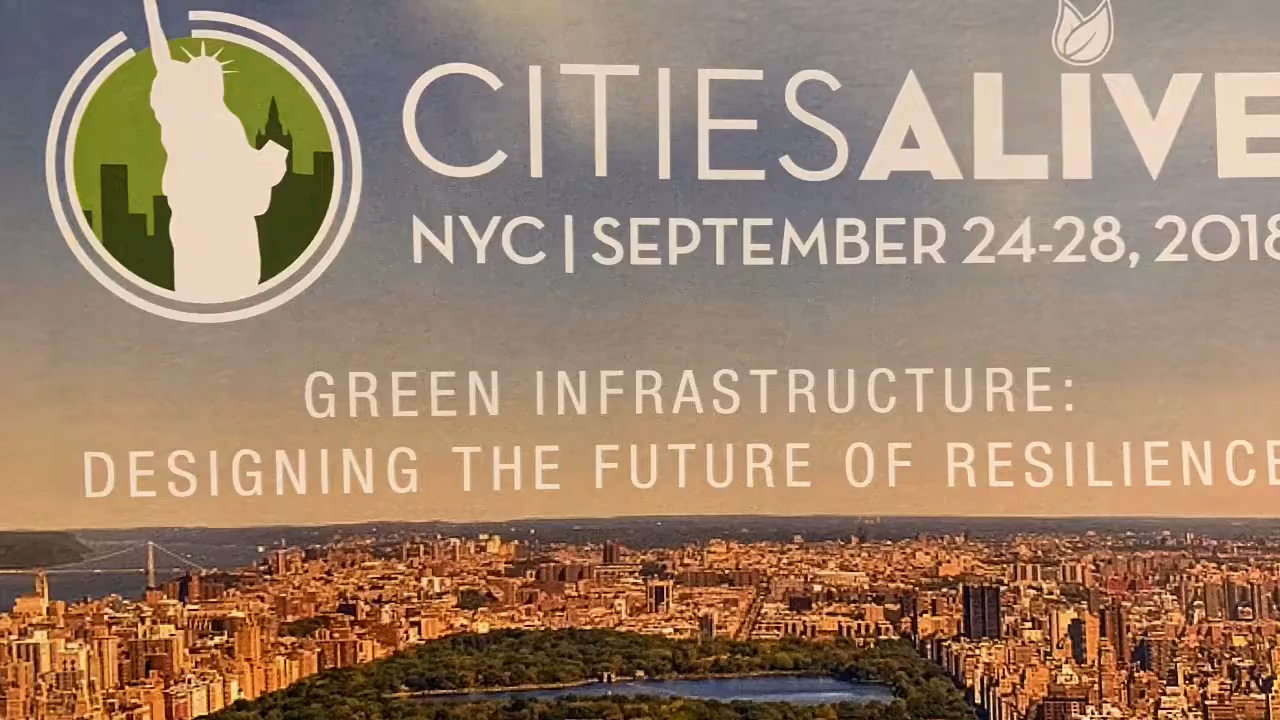 CITIESALIVE
NYC | SEPTEMBER 24-28, 2018
GREEN INFRASTRUCTURE:
DESIGNING THE FUTURE OF RESILIENCE